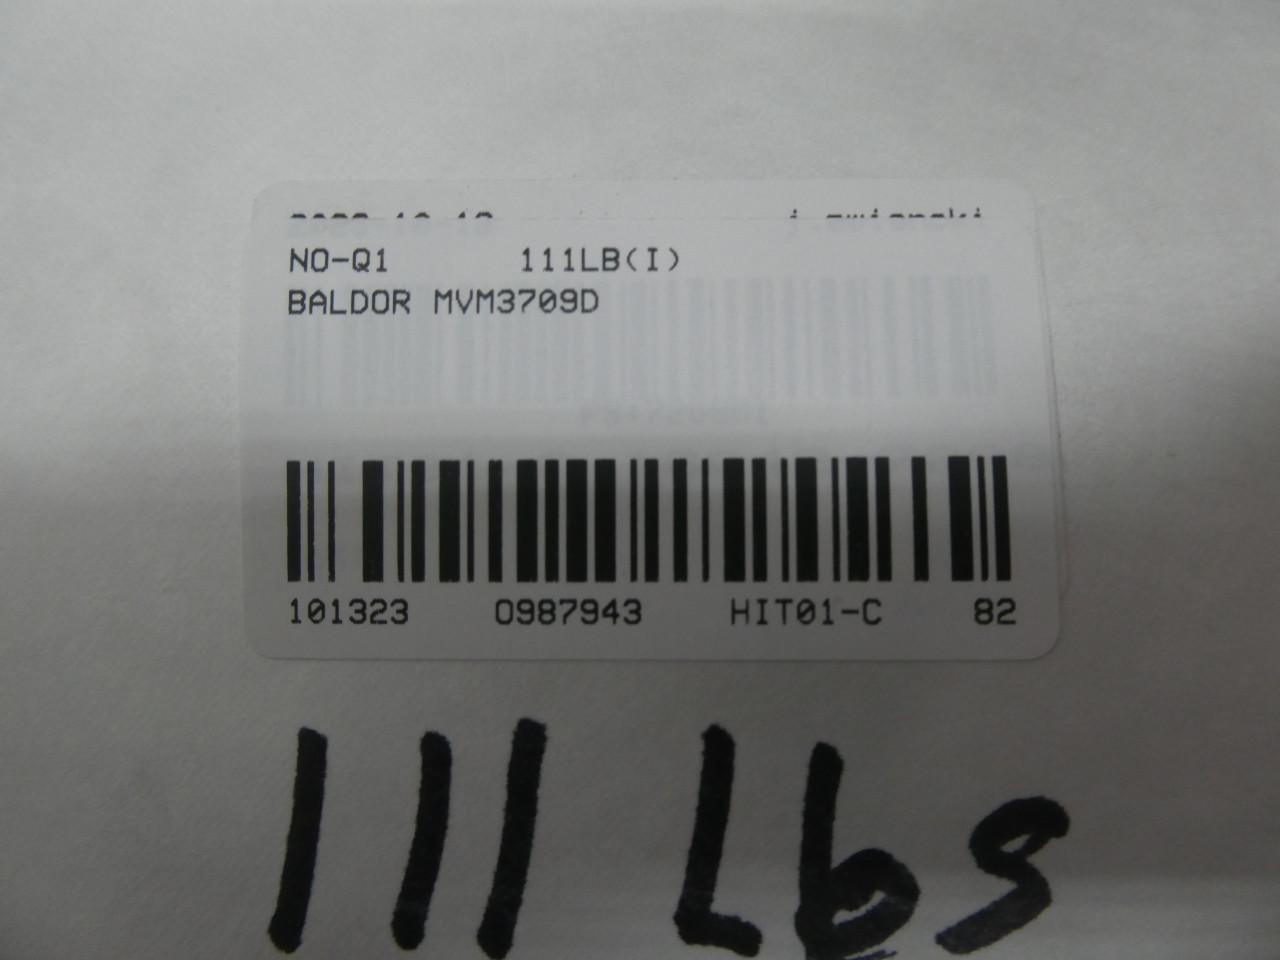 NO-Q1 111LB(I)
BALDOR MVM3709D
101323 0987943 HIT01-C 82
111 Lbs